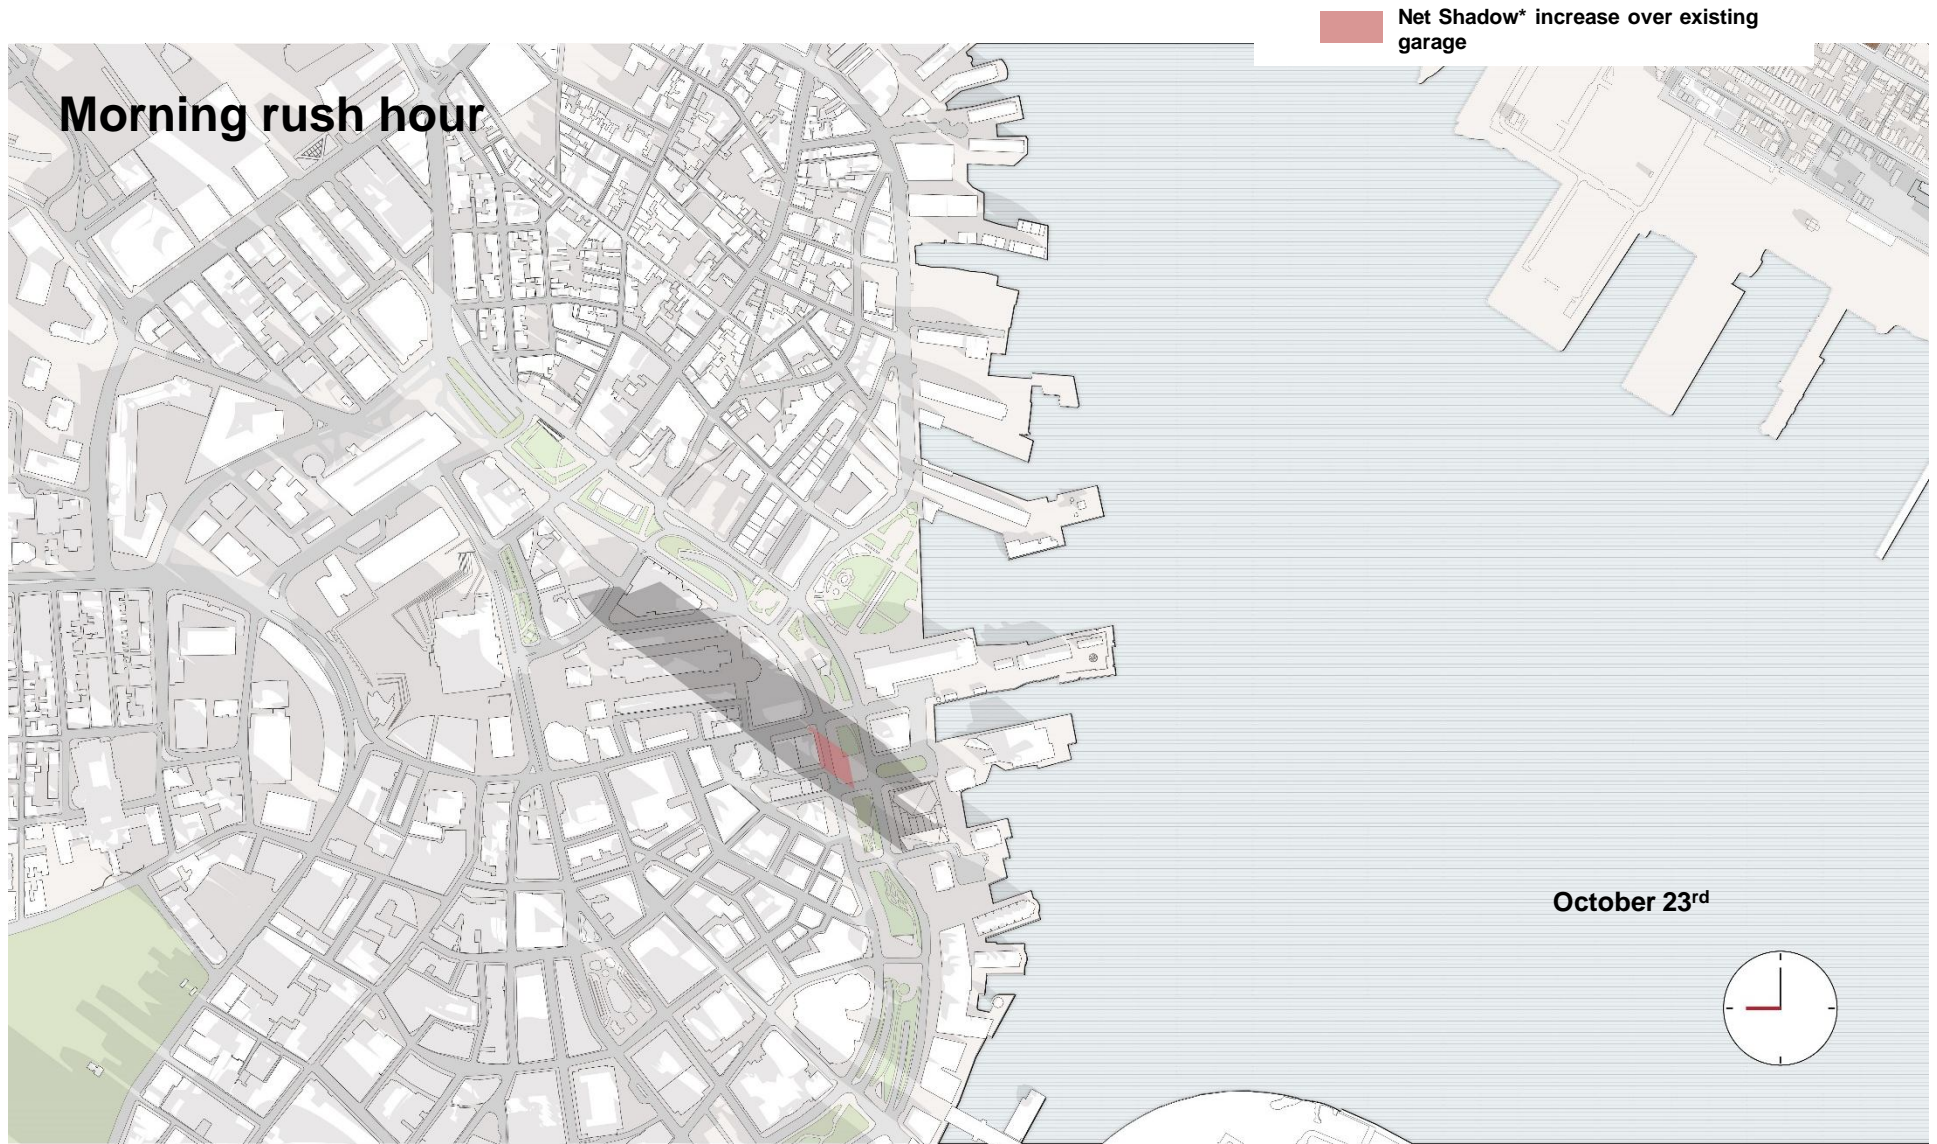 Net Shadow* increase over existing
garage
Morning rush hour
October 23rd